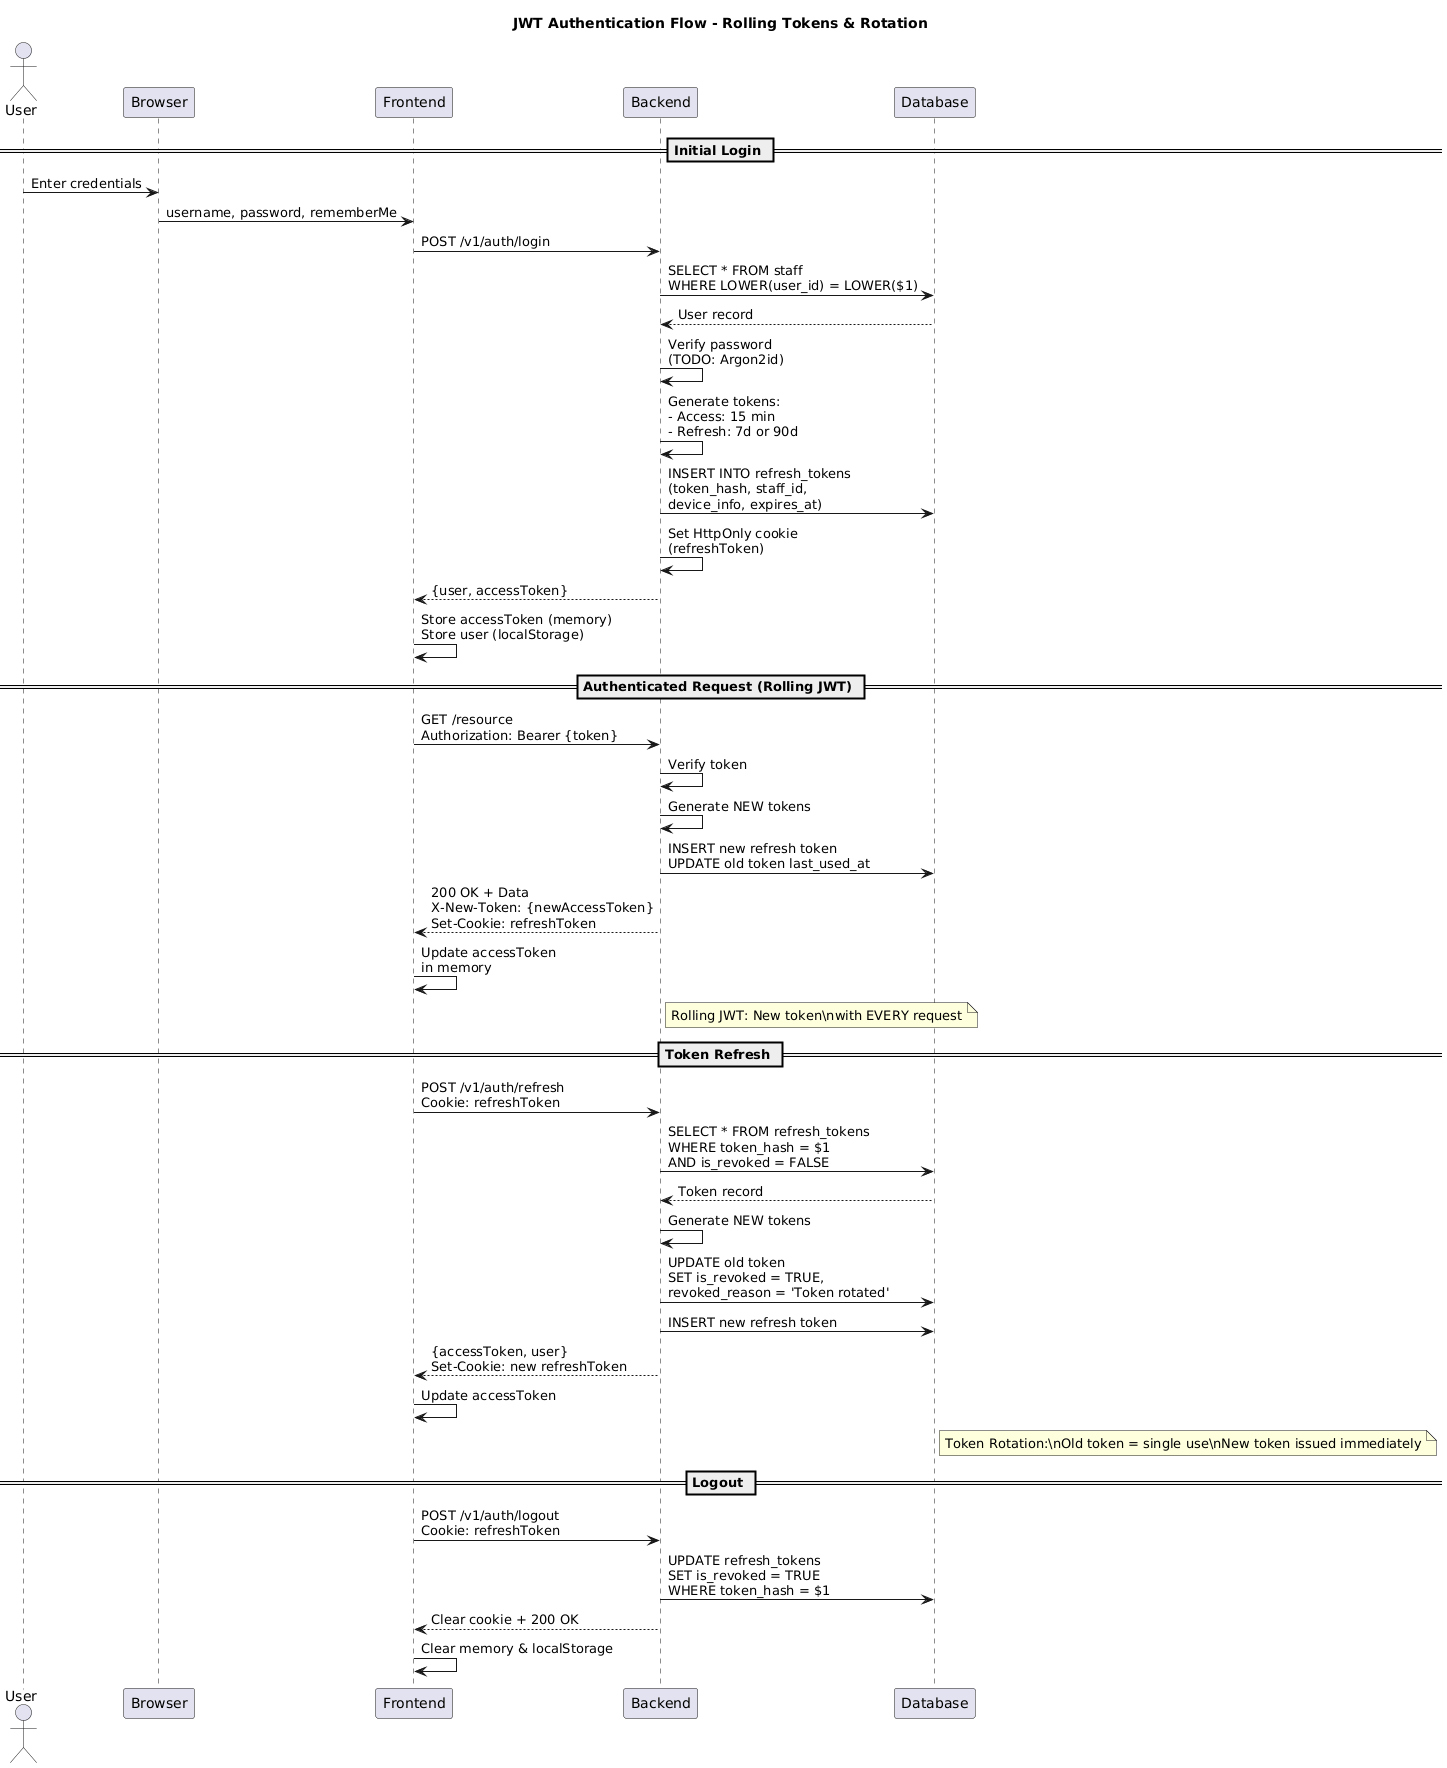 JWT Authentication Flow - Rolling Tokens & Rotation
User
Browser
Frontend
Backend
Database
Initial Login
Enter credentials
username, password, rememberMe
POST /v1/auth/login
SELECT * FROM staff
WHERE LOWER(user_id) = LOWER($1)
User record
Verify password
(TODO: Argon2id)
Generate tokens:
- Access: 15 min
- Refresh: 7d or 90d
INSERT INTO refresh_tokens
(token_hash, staff_id,
device_info, expires_at)
Set HttpOnly cookie
(refreshToken)
{user, accessToken}
Store accessToken (memory)
Store user (localStorage)
Authenticated Request (Rolling JWT)
GET /resource
Authorization: Bearer {token}
Verify token
Generate NEW tokens
INSERT new refresh token
UPDATE old token last_used_at
200 OK + Data
X-New-Token: {newAccessToken}
Set-Cookie: refreshToken
Update accessToken
in memory
Rolling JWT: New token\nwith EVERY request
Token Refresh
POST /v1/auth/refresh
Cookie: refreshToken
SELECT * FROM refresh_tokens
WHERE token_hash = $1
AND is_revoked = FALSE
Token record
Generate NEW tokens
UPDATE old token
SET is_revoked = TRUE,
revoked_reason = 'Token rotated'
INSERT new refresh token
{accessToken, user}
Set-Cookie: new refreshToken
Update accessToken
Token Rotation:\nOld token = single use\nNew token issued immediately
Logout
POST /v1/auth/logout
Cookie: refreshToken
UPDATE refresh_tokens
SET is_revoked = TRUE
WHERE token_hash = $1
Clear cookie + 200 OK
Clear memory & localStorage
User
Browser
Frontend
Backend
Database